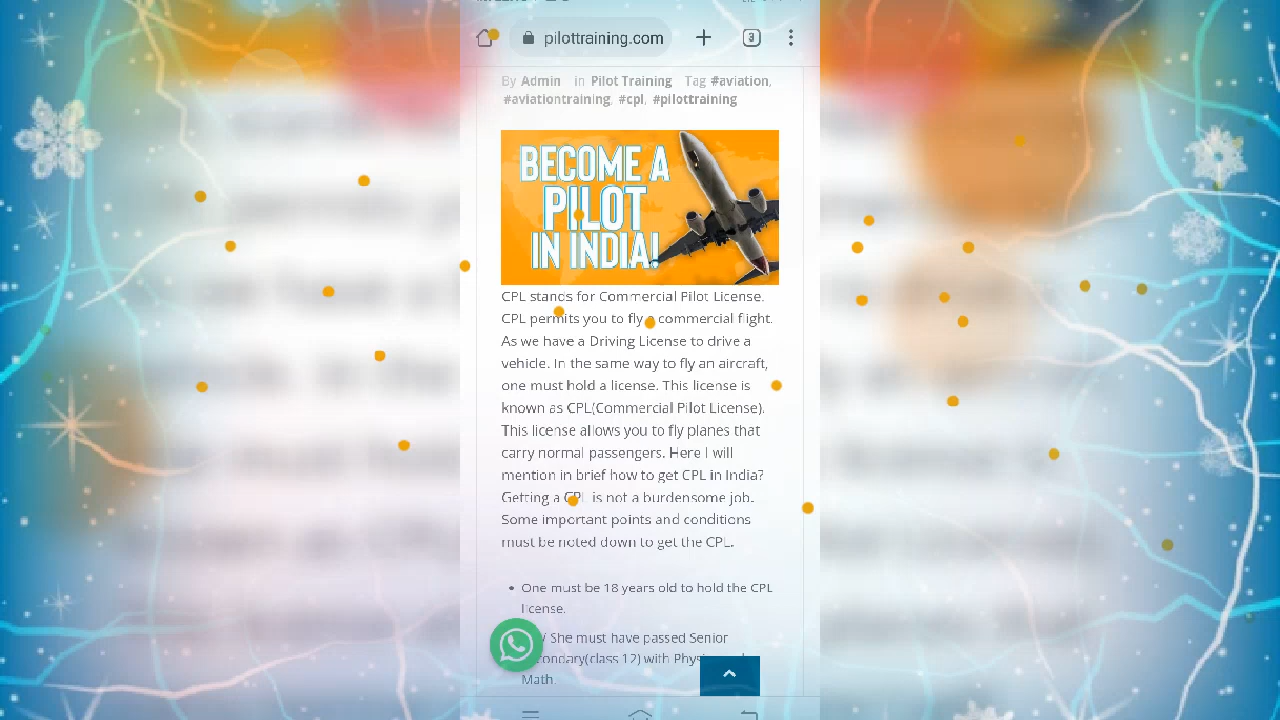 pilottraining.com
3
By Admin in Pilot Training Tag #aviation,
#aviationtraining, #cpl, #pilottraining
BECOME A
PILOT
IN INDIA!
CPL stands for Commercial Pilot License.
CPL permits you to fly a commercial flight.
As we have a Driving License to drive a
vehicle. In the same way to fly an aircraft,
one must hold a license. This license is
known as CPL(Commercial Pilot License).
This license allows you to fly planes that
carry normal passengers. Here I will
mention in brief how to get CPL in India?
Getting a CPL is not a burdensome job.
Some important points and conditions
must be noted down to get the CPL.
• One must be 18 years old to hold the CPL
license.
/ She must have passed Senior
(class 12) with
Math.